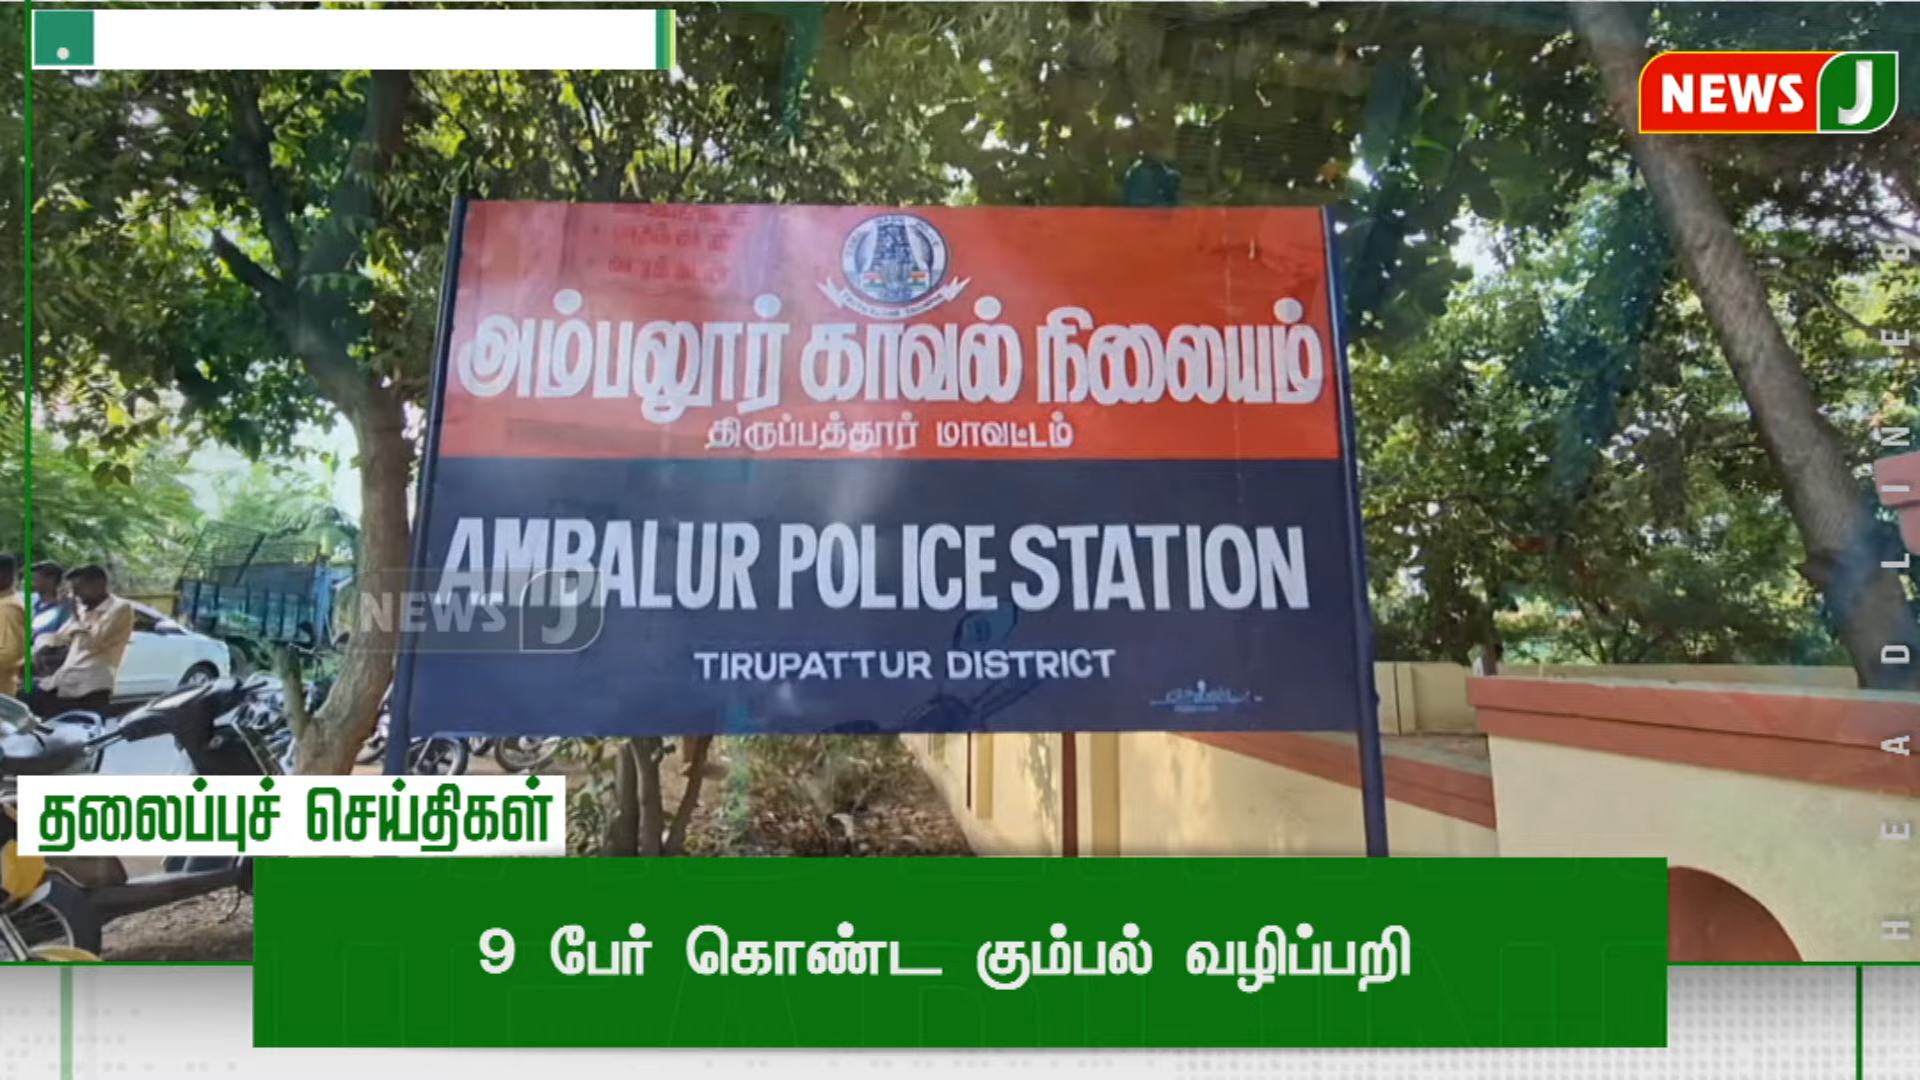 NEWS J
அம்பலூர் காவல் நிலையம்
திருப்பத்தூர் மாவட்டம்
AMBALUR POLICE STATION
NEWS J
TIRUPATTUR DISTRICT
தலைப்புச் செய்திகள்
9 பேர் கொண்ட கும்பல் வழிப்பறி
HEADLINE